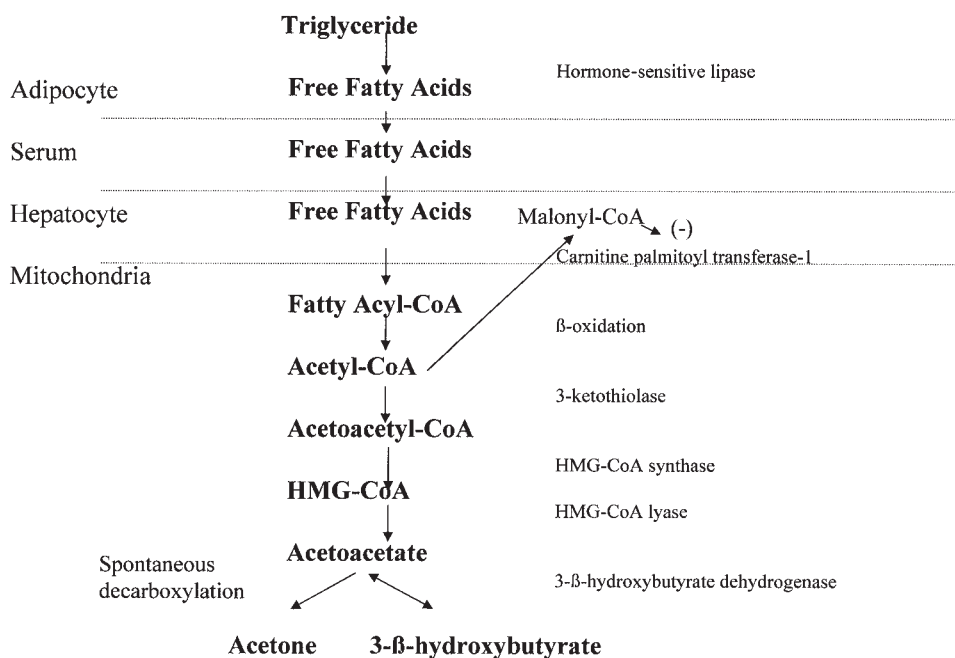 Triglyceride
Hormone-sensitive lipase
Adipocyte
Free Fatty Acids
Serum
Free Fatty Acids
Hepatocyte
Free Fatty Acids
Malonyl-CoA
(-)
Carnitine palmitoyl transferase-1
Mitochondria
Fatty Acyl-CoA
ß-oxidation
Acetyl-CoA
3-ketothiolase
Acetoacetyl-CoA
HMG-CoA synthase
HMG-CoA
HMG-CoA lyase
Acetoacetate
Spontaneous
decarboxylation
3-ß-hydroxybutyrate dehydrogenase
Acetone
3-ß-hydroxybutyrate